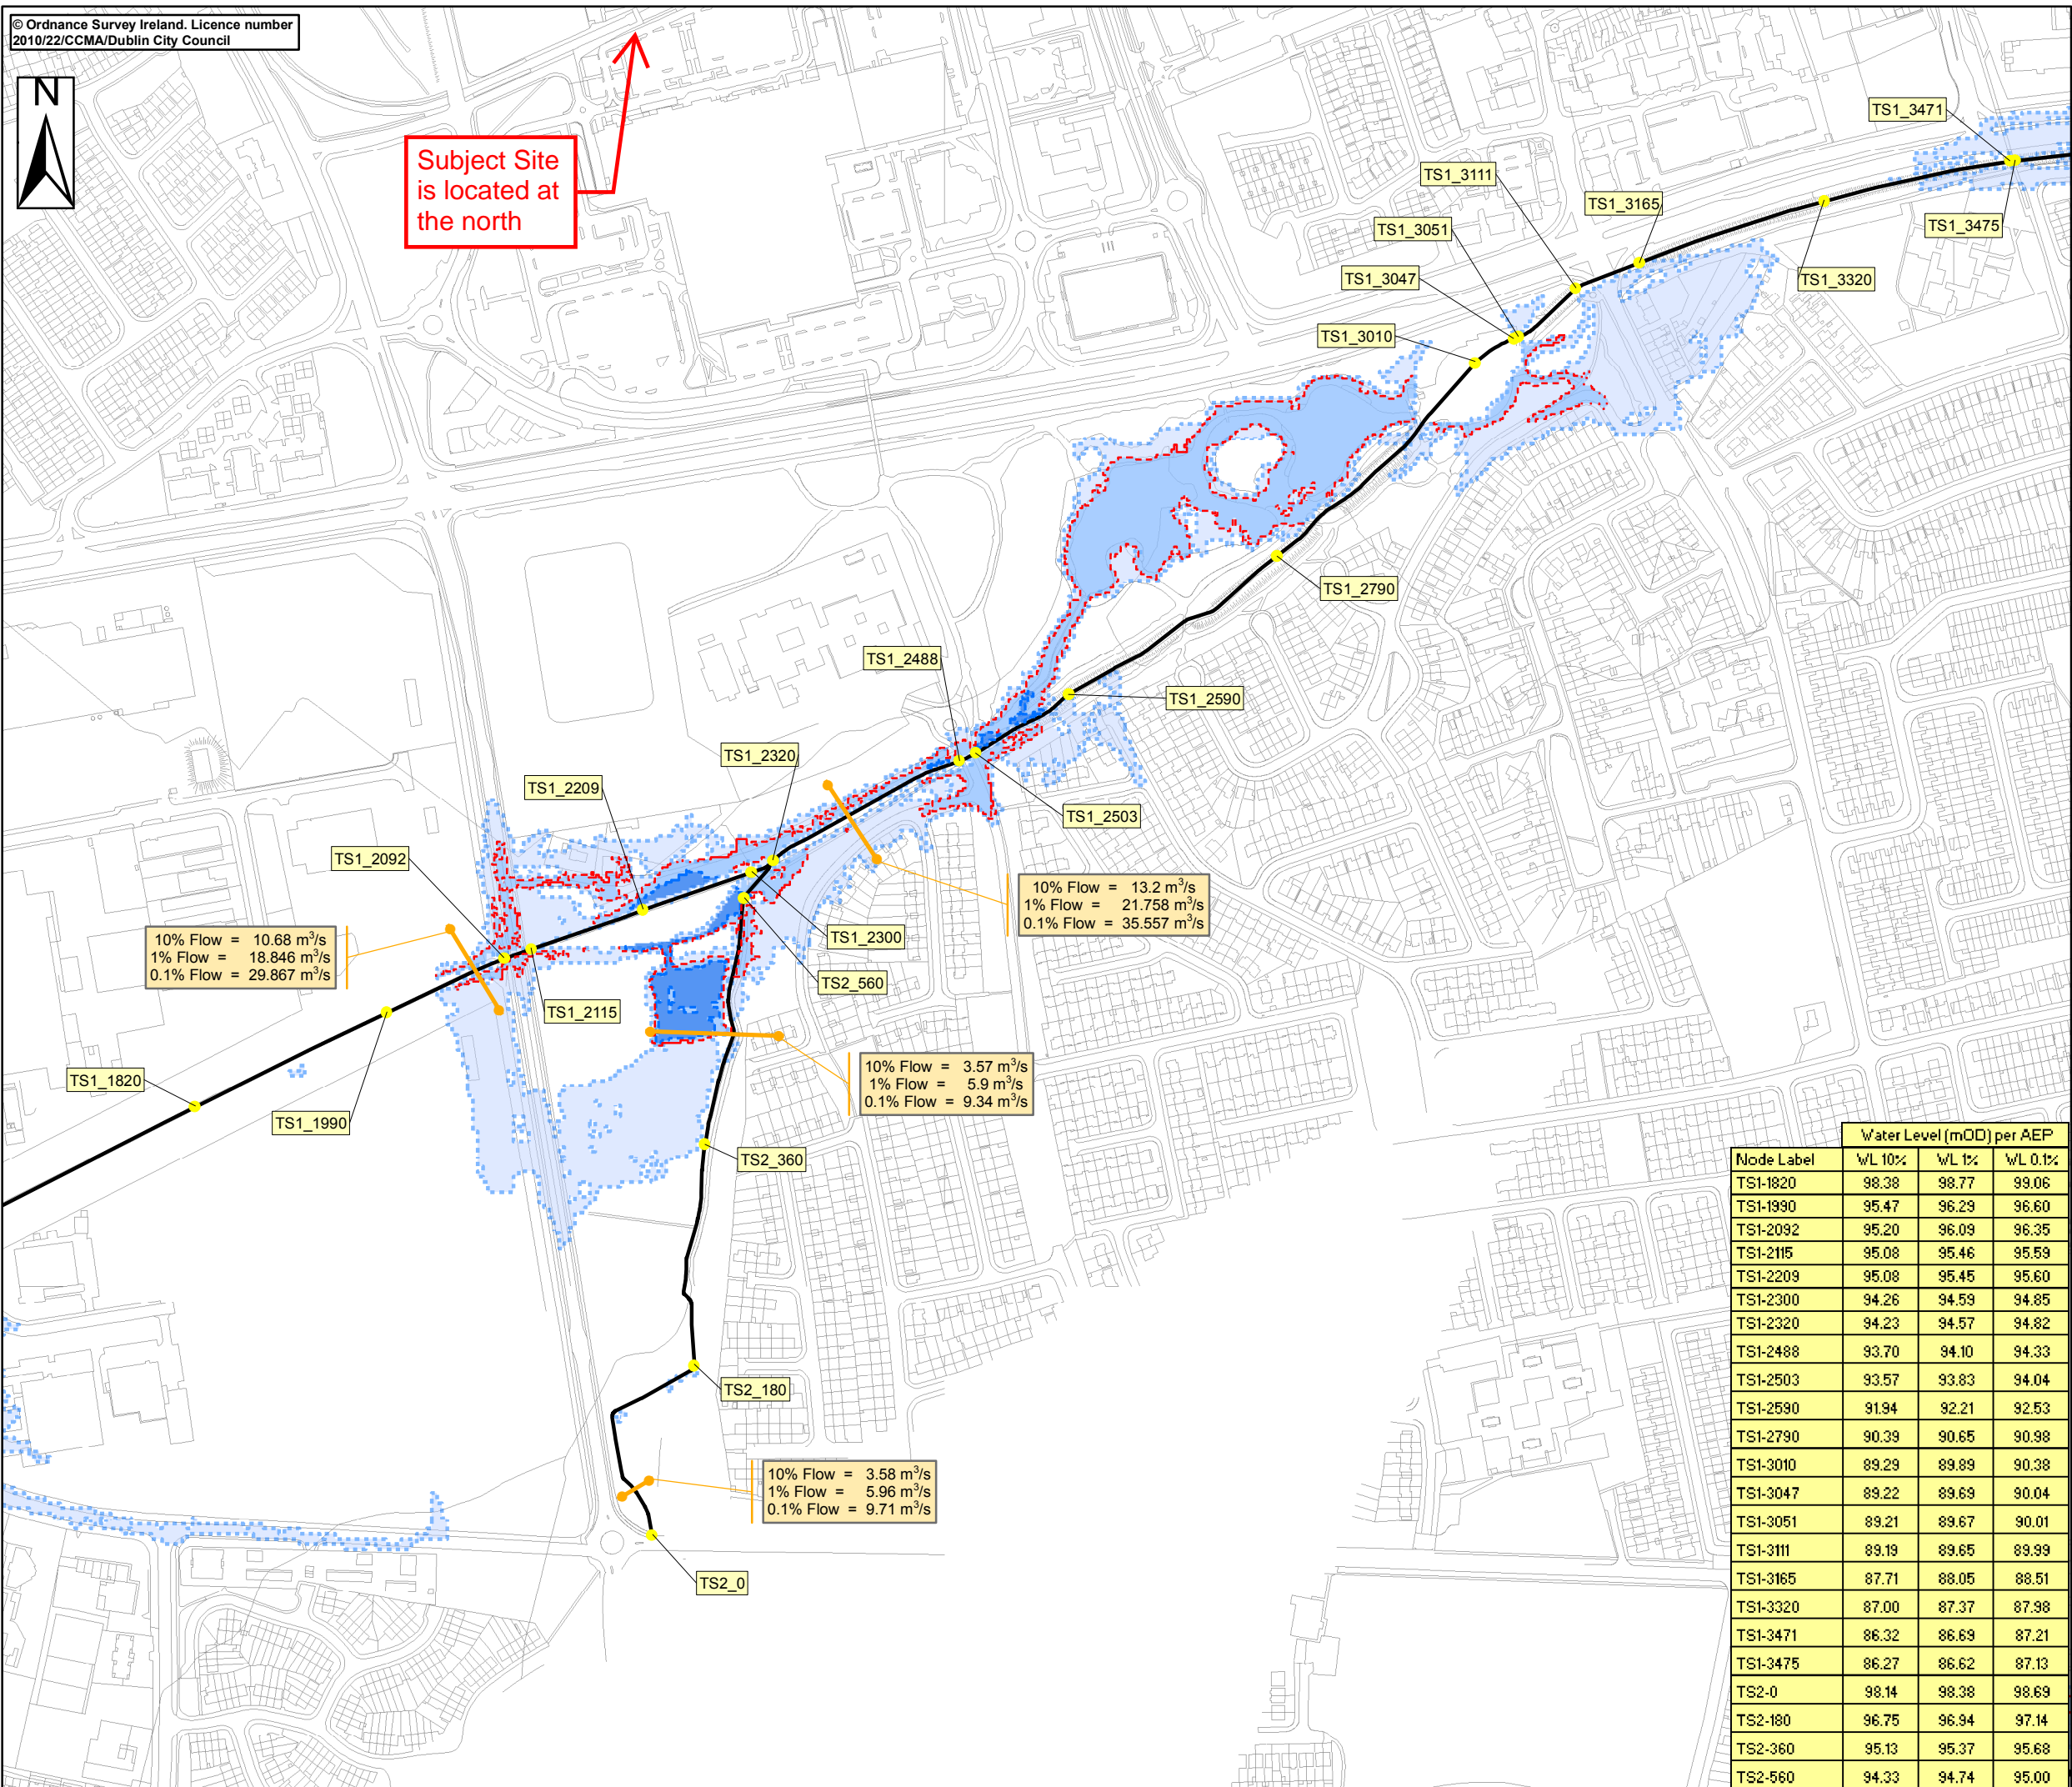 © Ordnance Survey Ireland. Licence number
2010/22/CCMA/Dublin City Council
N
Subject Site
is located at
the north
TS1_3471
TS1_3111
TS1_3165
TS1_3051
TS1_3475
TS1_3047
TS1_3320
TS1_3010
TS1_2790
TS1_2488
TS1_2590
TS1_2320
TS1_2209
TS1_2503
TS1_2092
10% Flow = 13.2 m³/s
1% Flow = 21.758 m³/s
0.1% Flow = 35.557 m³/s
10% Flow = 10.68 m³/s
1% Flow = 18.846 m³/s
0.1% Flow = 29.867 m³/s
TS1_2300
TS2_560
TS1_2115
10% Flow = 3.57 m³/s
1% Flow = 5.9 m³/s
0.1% Flow = 9.34 m³/s
TS1_1820
TS1_1990
TS2_360
TS2_180
10% Flow = 3.58 m³/s
1% Flow = 5.96 m³/s
0.1% Flow = 9.71 m³/s
TS2_0
Water Level (mOD) per AEP
Node Label WL 10% WL 1% WL 0.1%
TS1-1820 98.38 98.77 99.06
TS1-1990 95.47 96.29 96.60
TS1-2092 95.20 96.09 96.35
TS1-2115 95.08 95.46 95.59
TS1-2209 95.08 95.45 95.60
TS1-2300 94.26 94.59 94.85
TS1-2320 94.23 94.57 94.82
TS1-2488 93.70 94.10 94.33
TS1-2503 93.57 93.83 94.04
TS1-2590 91.94 92.21 92.53
TS1-2790 90.39 90.65 90.98
TS1-3010 89.29 89.89 90.38
TS1-3047 89.22 89.69 90.04
TS1-3051 89.21 89.67 90.01
TS1-3111 89.19 89.65 89.99
TS1-3165 87.71 88.05 88.51
TS1-3320 87.00 87.37 87.98
TS1-3471 86.32 86.69 87.21
TS1-3475 86.27 86.62 87.13
TS2-0 98.14 98.38 98.69
TS2-180 96.75 96.94 97.14
TS2-360 95.13 95.37 95.68
TS2-560 94.33 94.74 95.00